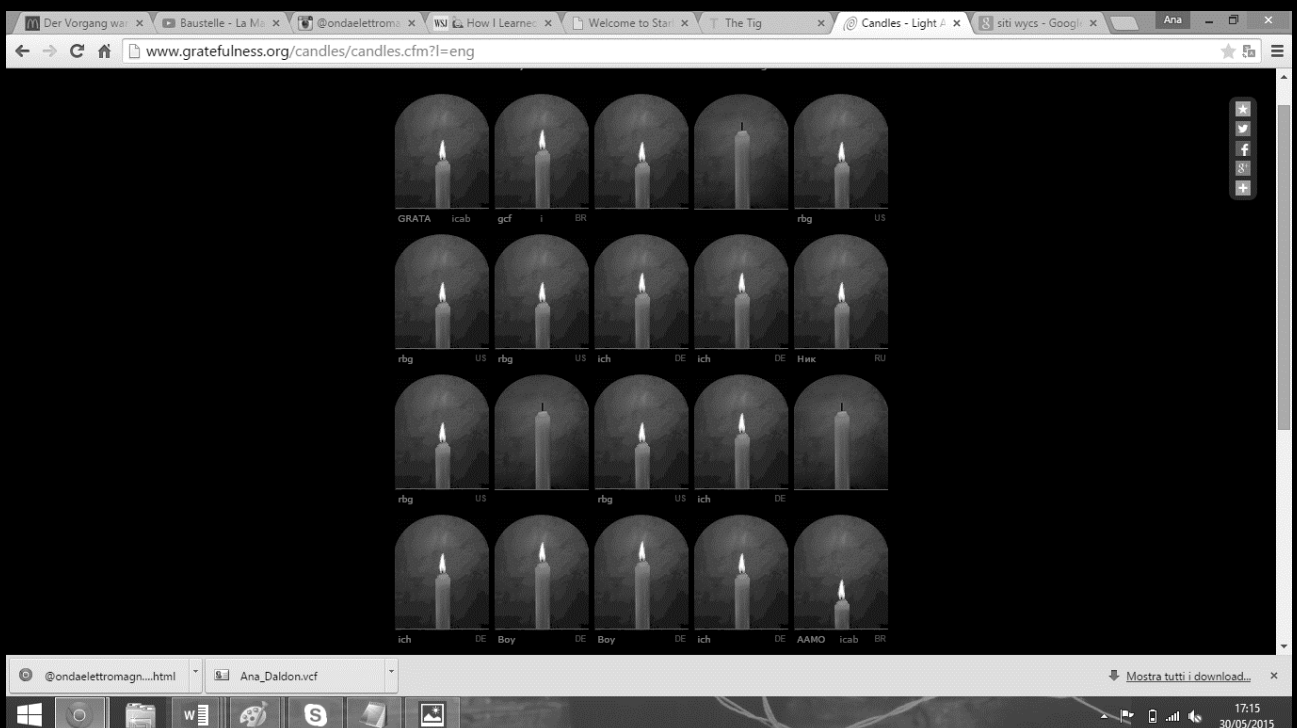 Der Vorgang war
Baustelle - La Ma
@ondaelettroma
WSJ
How I Learned
Welcome to Star
The Tig
Candles - Light A
siti wycs - Google
Ana
www.gratefulness.org/candles/candles.cfm?l=eng
GRATA icab gcf i BR rbg US
rbg US rbg US ich DE ich DE Ник RU
rbg US rbg US ich DE
ich DE Boy DE Boy DE ich DE AAMO icab BR
@ondaelettromagn....html
Ana_Daldon.vcf
Mostra tutti i download...
17:15
30/05/2015